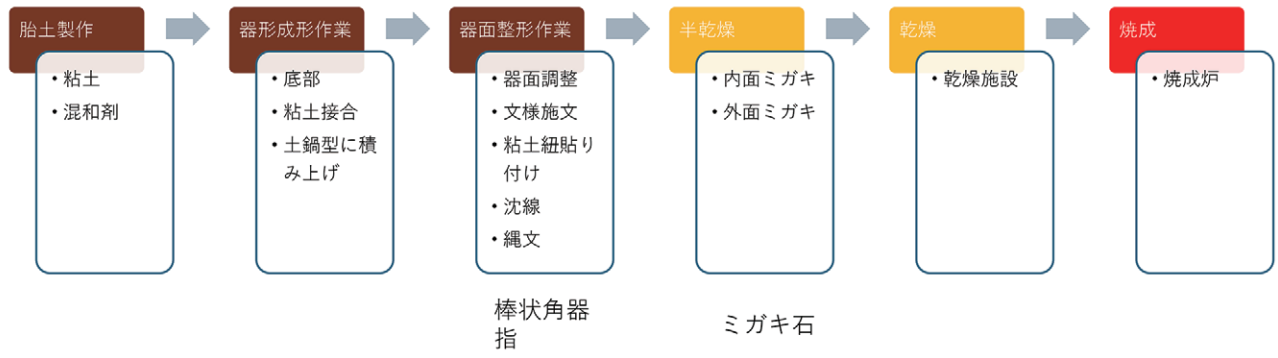 胎土製作
・粘土
・混和剤
器形成形作業
・底部
・粘土接合
・土鍋型に積
み上げ
器面整形作業
・器面調整
・文様施文
・粘土紐貼り
付け
・沈線
・縄文
棒状角器
指
半乾燥
・内面ミガキ
・外面ミガキ
ミガキ石
乾燥
・乾燥施設
焼成
・焼成炉